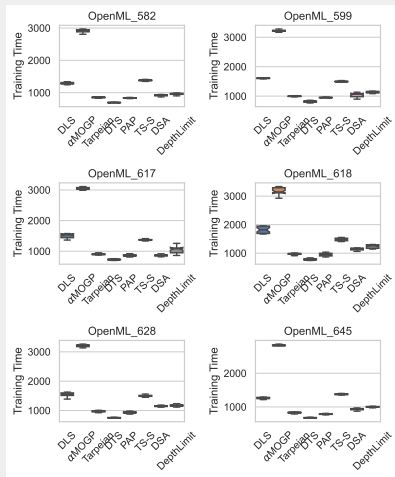 OpenML_582
Training Time
3000
2000
1000
DLS
αMOGP
Tarpeian
DTS
PAP
TS-S
DSA
DepthLimit
OpenML_599
Training Time
3000
2000
1000
DLS
αMOGP
Tarpeian
DTS
PAP
TS-S
DSA
DepthLimit
OpenML_617
Training Time
3000
2000
1000
DLS
αMOGP
Tarpeian
DTS
PAP
TS-S
DSA
DepthLimit
OpenML_618
Training Time
3000
2000
1000
DLS
αMOGP
Tarpeian
DTS
PAP
TS-S
DSA
DepthLimit
OpenML_628
Training Time
3000
2000
1000
DLS
αMOGP
Tarpeian
DTS
PAP
TS-S
DSA
DepthLimit
OpenML_645
Training Time
2000
1000
DLS
αMOGP
Tarpeian
DTS
PAP
TS-S
DSA
DepthLimit